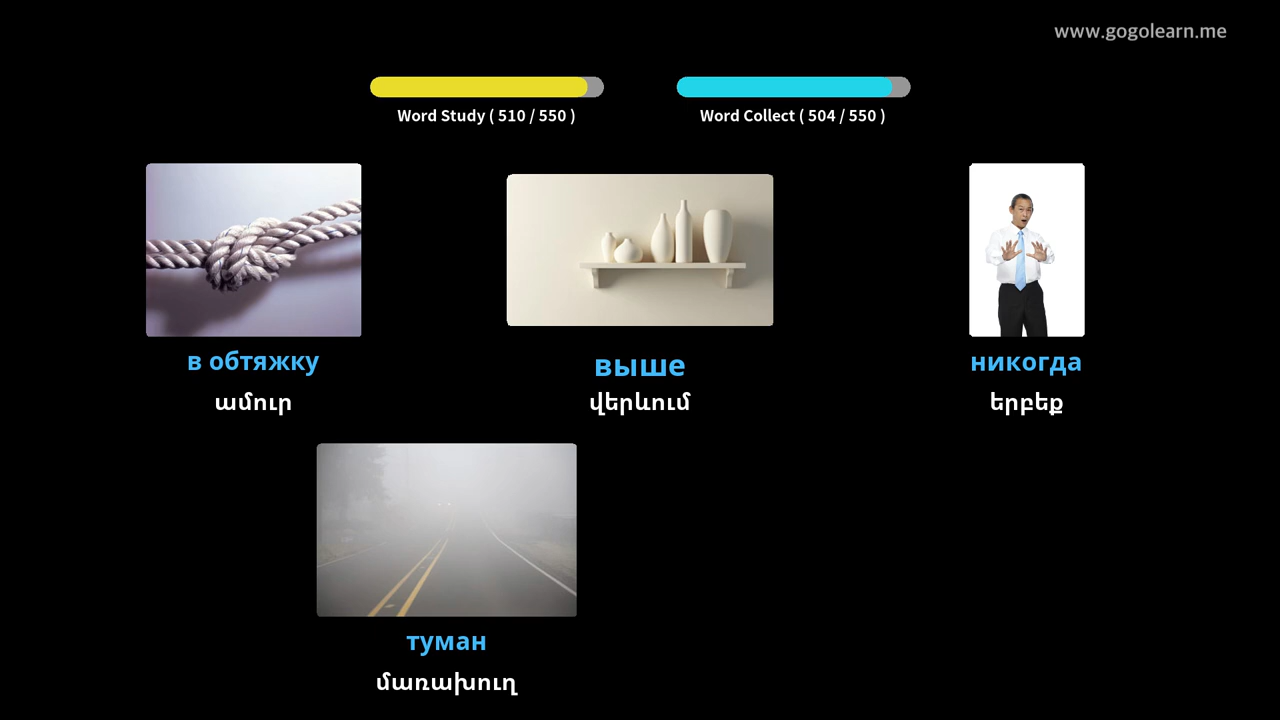 www.gogolearn.me
Word Study ( 510 / 550 )
Word Collect ( 504 / 550 )
в обтяжку
ամուր
выше
վերևում
никогда
երբեք
туман
մառախուղ